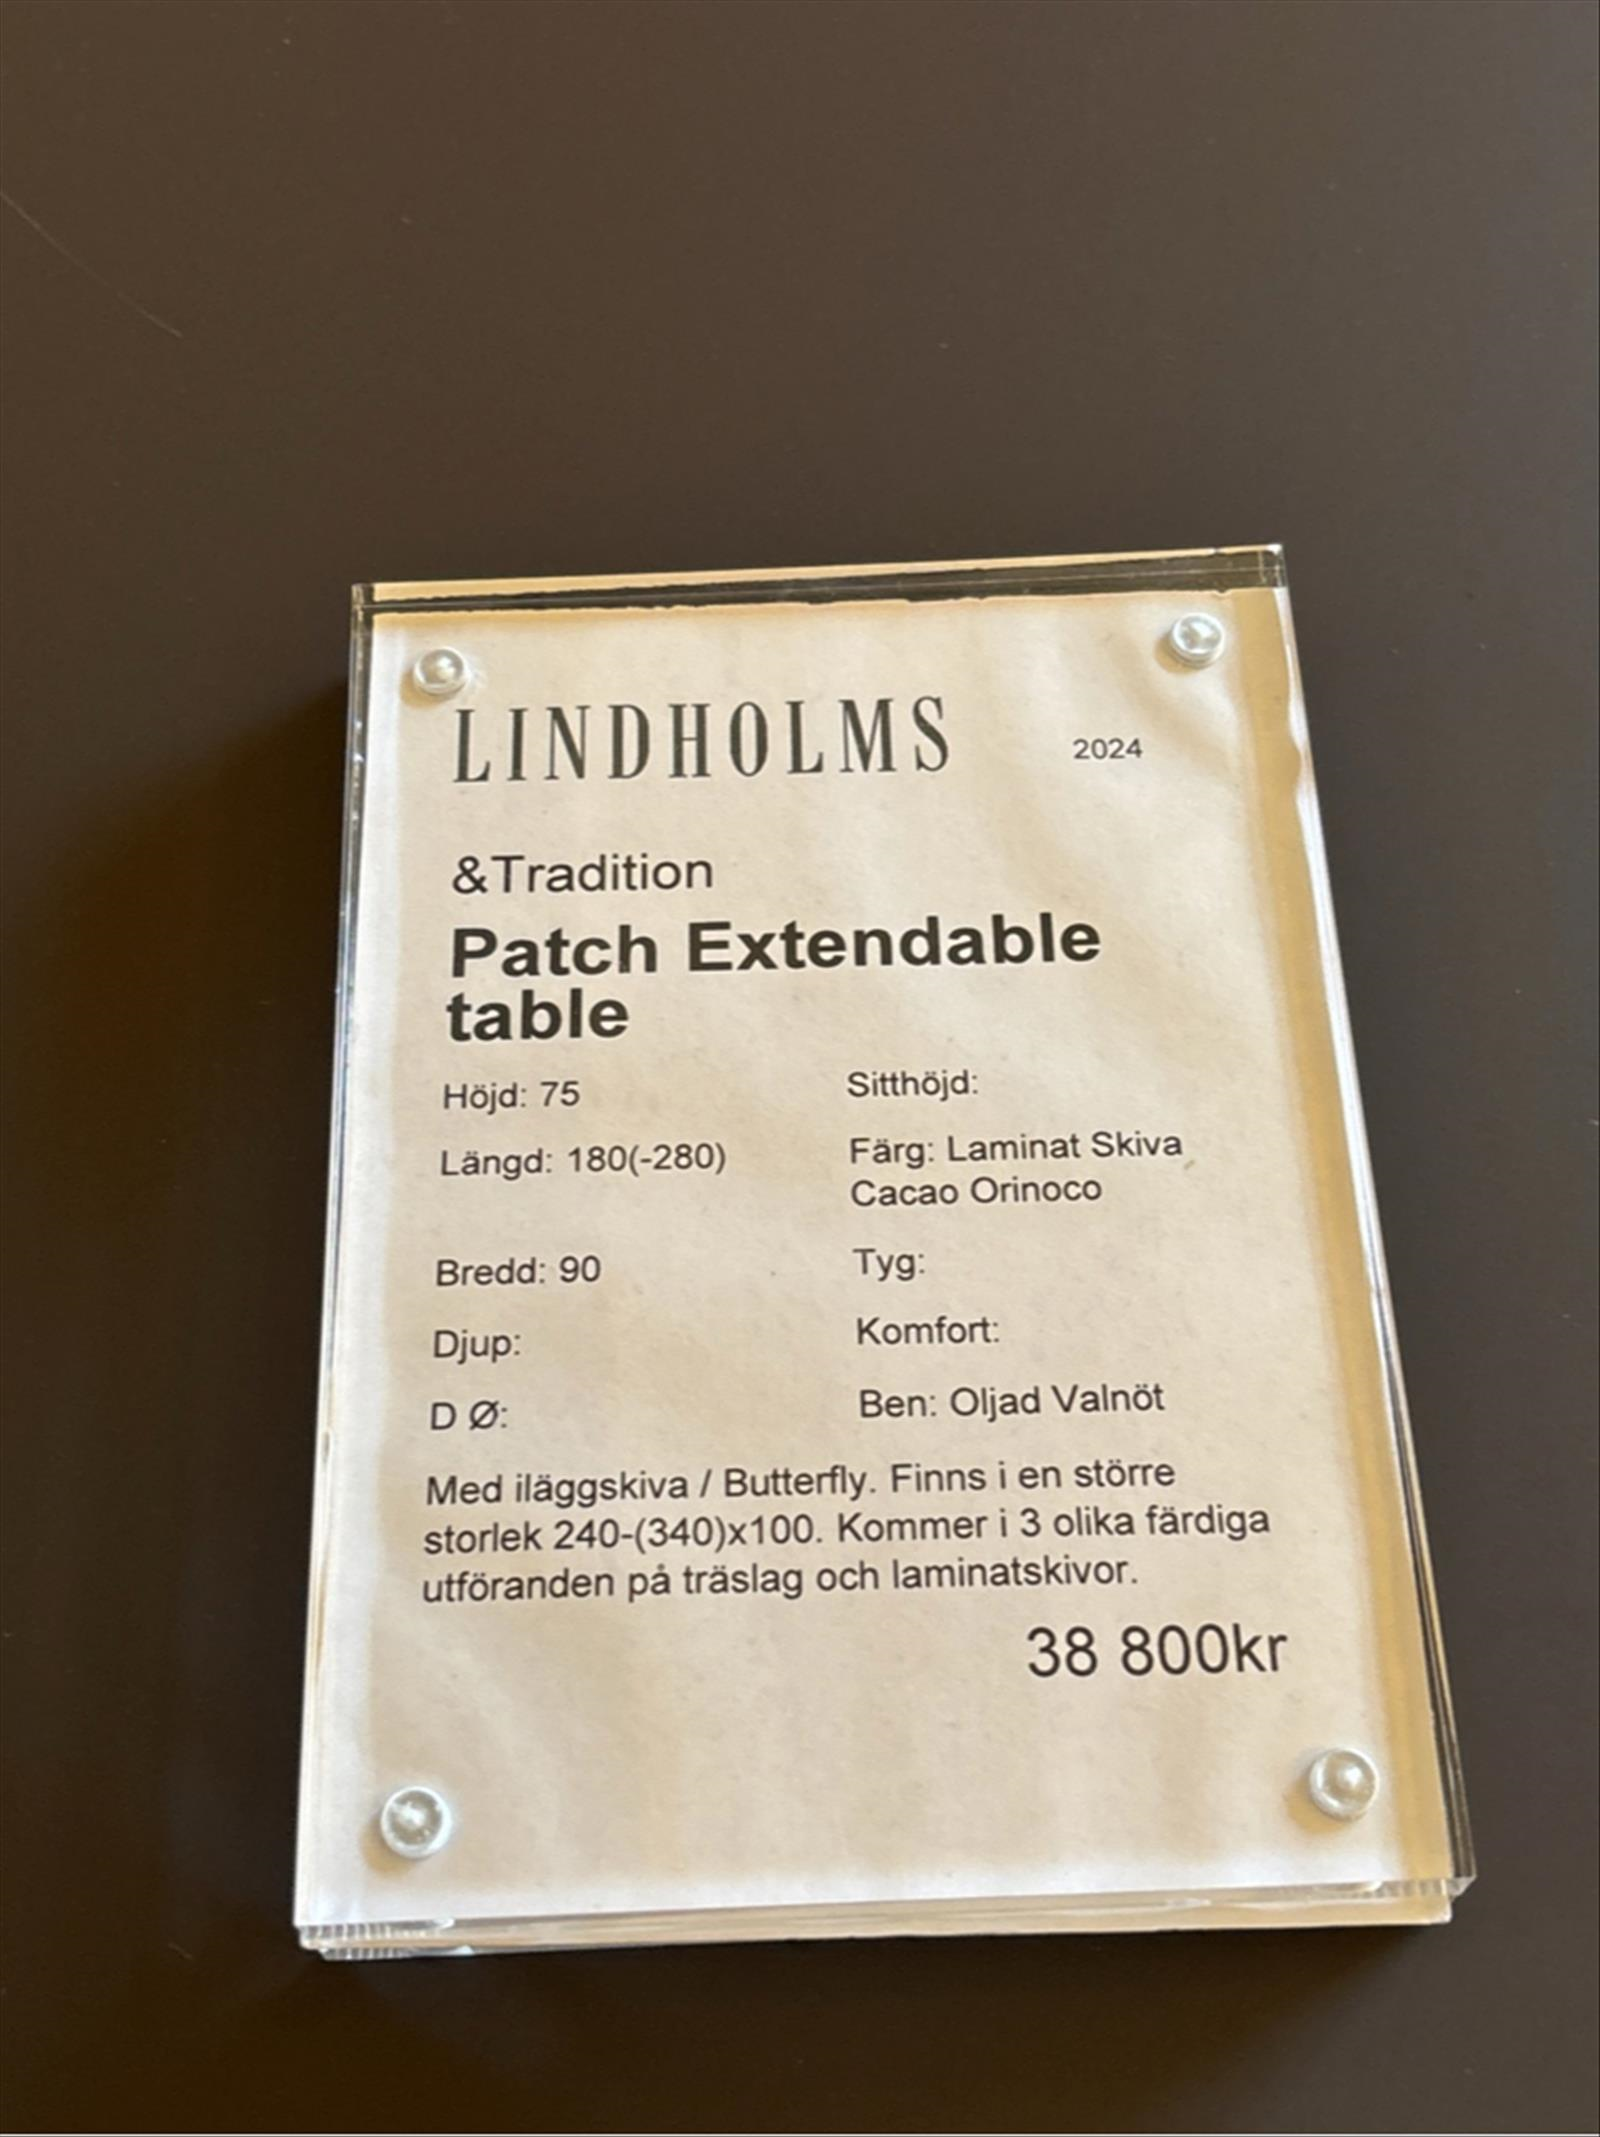 LINDHOLMS 2024
&Tradition
Patch Extendable
table
Höjd: 75
Sitthöjd:
Längd: 180(-280)
Färg: Laminat Skiva
Cacao Orinoco
Bredd: 90
Tyg:
Djup:
Komfort:
D Ø:
Ben: Oljad Valnöt
Med iläggskiva / Butterfly. Finns i en större
storlek 240-(340)x100. Kommer i 3 olika färdiga
utföranden på träslag och laminatskivor.
38 800kr